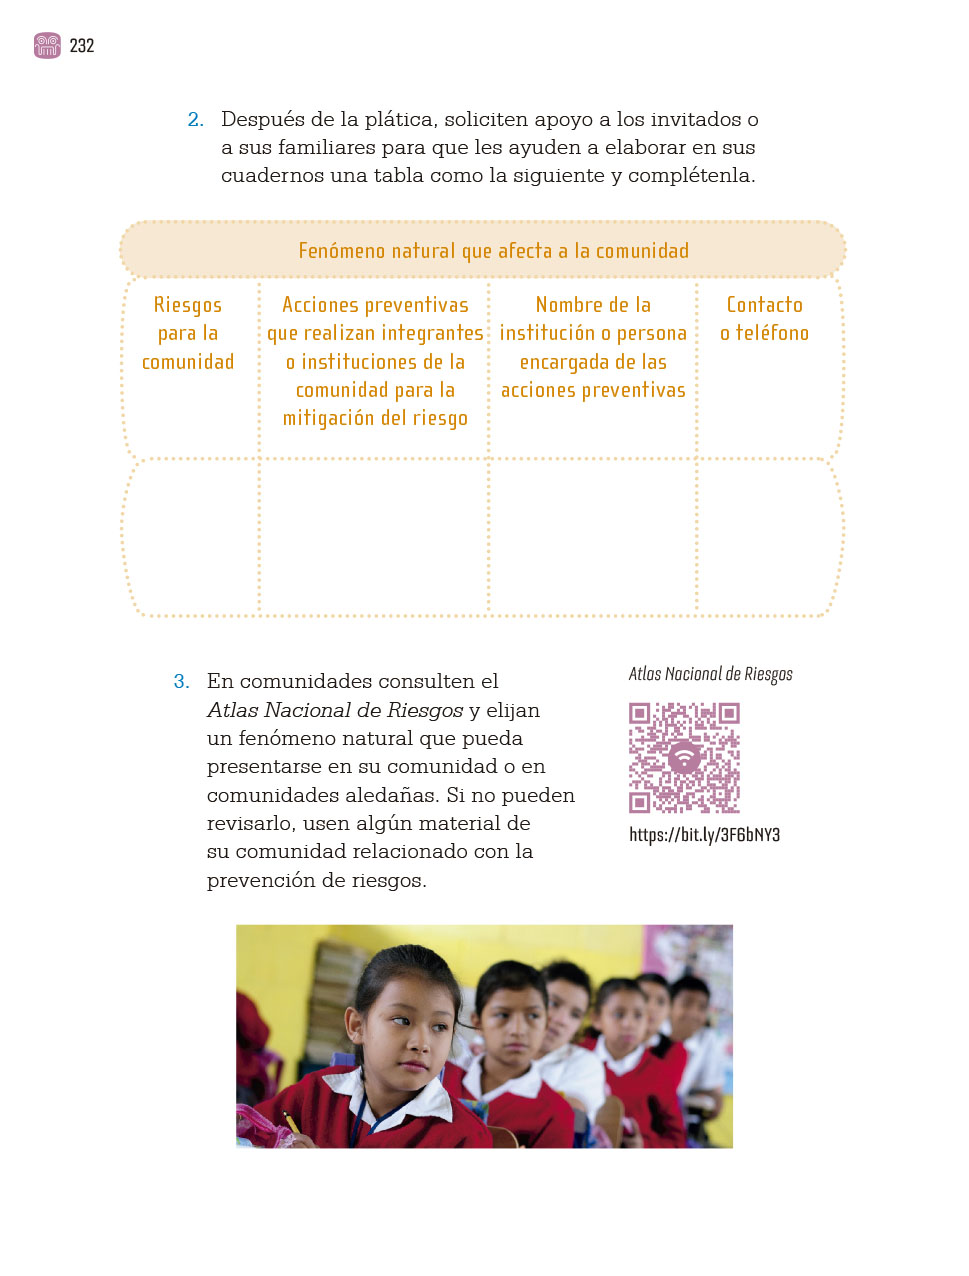 232
2. Después de la plática, soliciten apoyo a los invitados o
a sus familiares para que les ayuden a elaborar en sus
cuadernos una tabla como la siguiente y complétenla.
Fenómeno natural que afecta a la comunidad
Riesgos
para la
comunidad
Acciones preventivas
que realizan integrantes
o instituciones de la
comunidad para la
mitigación del riesgo
Nombre de la
institución o persona
encargada de las
acciones preventivas
Contacto
o teléfono
3. En comunidades consulten el
Atlas Nacional de Riesgos y elijan
un fenómeno natural que pueda
presentarse en su comunidad o en
comunidades aledañas. Si no pueden
revisarlo, usen algún material de
su comunidad relacionado con la
prevención de riesgos.
Atlas Nacional de Riesgos
https://bit.ly/3F6bNY3